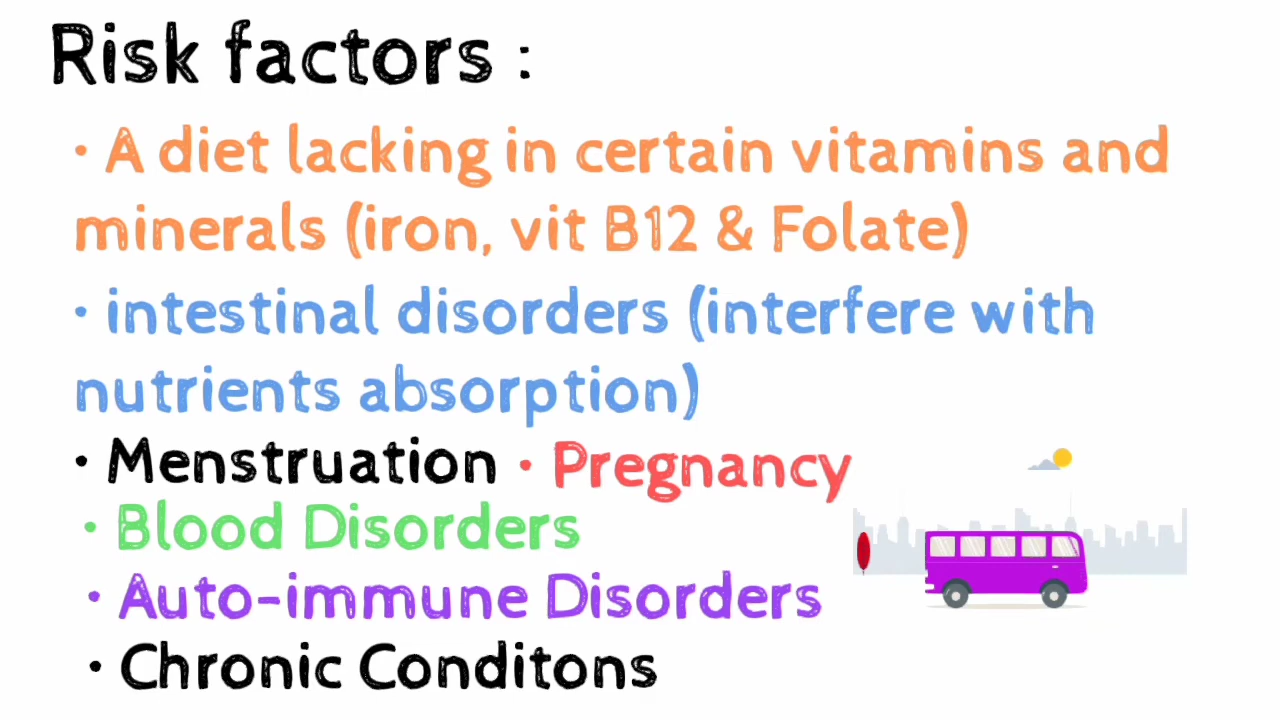 Risk factors :
• A diet lacking in certain vitamins and
minerals (iron, vit B12 & Folate)
• intestinal disorders (interfere with
nutrients absorption)
• Menstruation • Pregnancy
• Blood Disorders
• Auto-immune Disorders
• Chronic Conditons